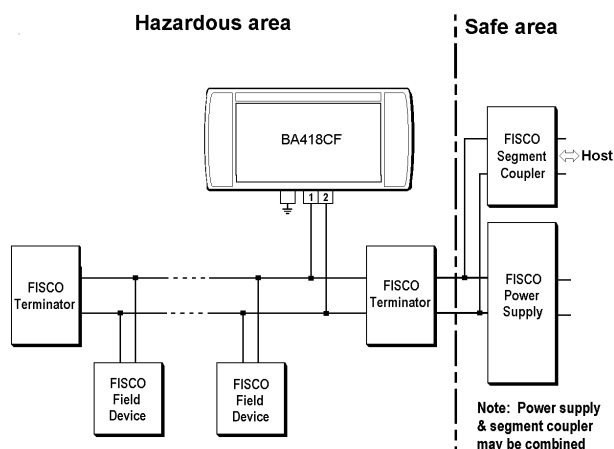 Hazardous area
Safe area
BA418CF
1 2
FISCO
Segment
Coupler
Host
FISCO
Terminator
FISCO
Terminator
FISCO
Power
Supply
FISCO
Field
Device
FISCO
Field
Device
Note: Power supply
& segment coupler
may be combined